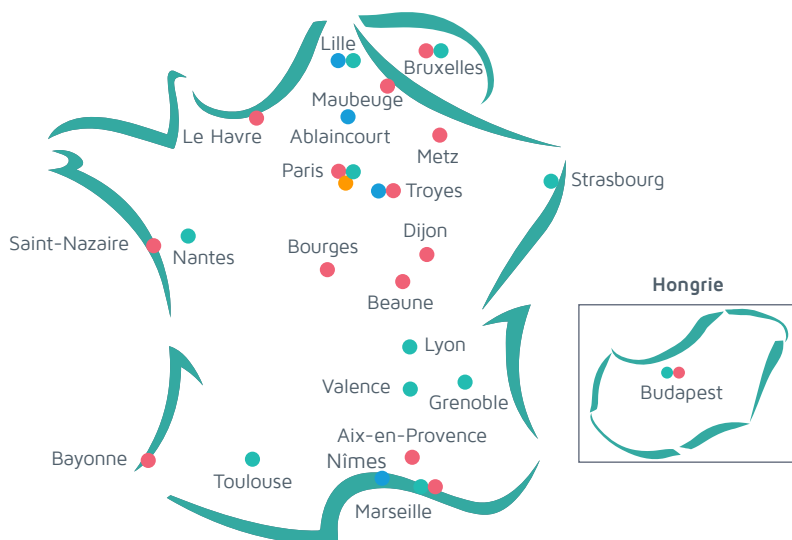 Lille
Bruxelles
Maubeuge
Le Havre
Ablaincourt
Metz
Paris
Strasbourg
Troyes
Saint-Nazaire
Nantes
Dijon
Bourges
Beaune
Hongrie
Lyon
Valence
Grenoble
Budapest
Aix-en-Provence
Bayonne
Nîmes
Toulouse
Marseille